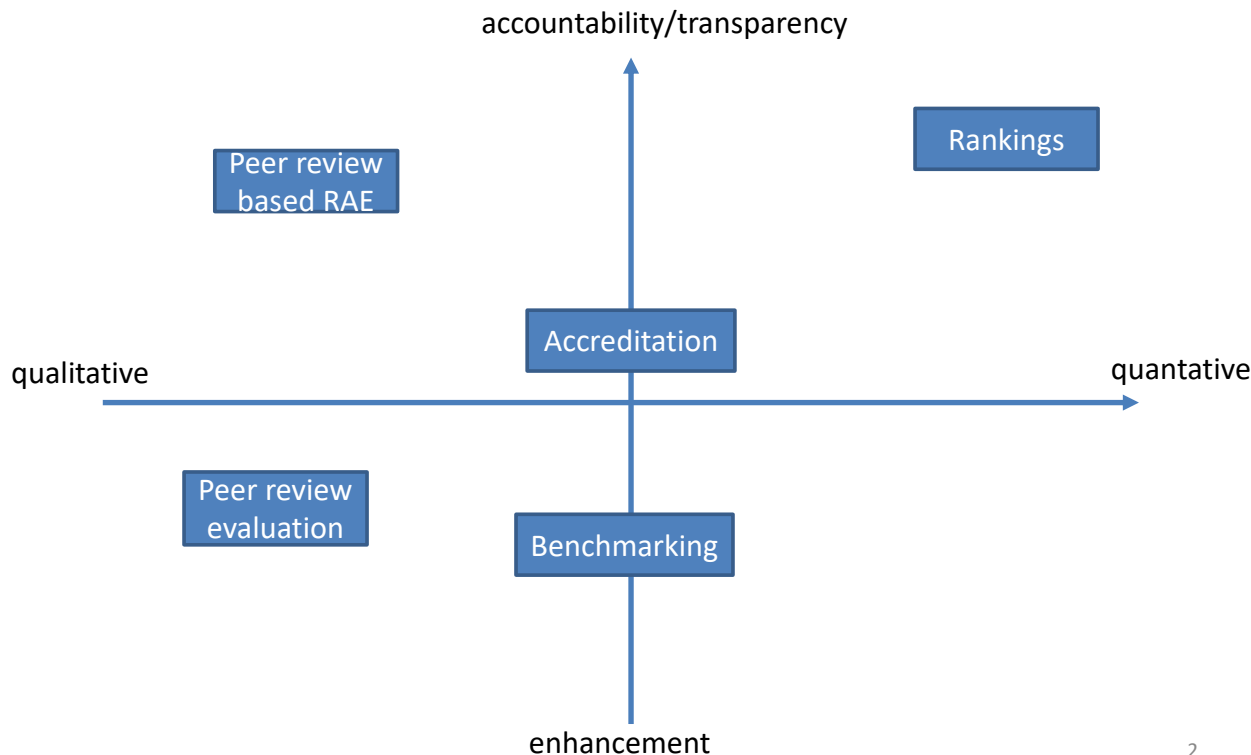 accountability/transparency
Rankings
Peer review
based RAE
Accreditation
qualitative
quantative
Peer review
evaluation
Benchmarking
enhancement
2